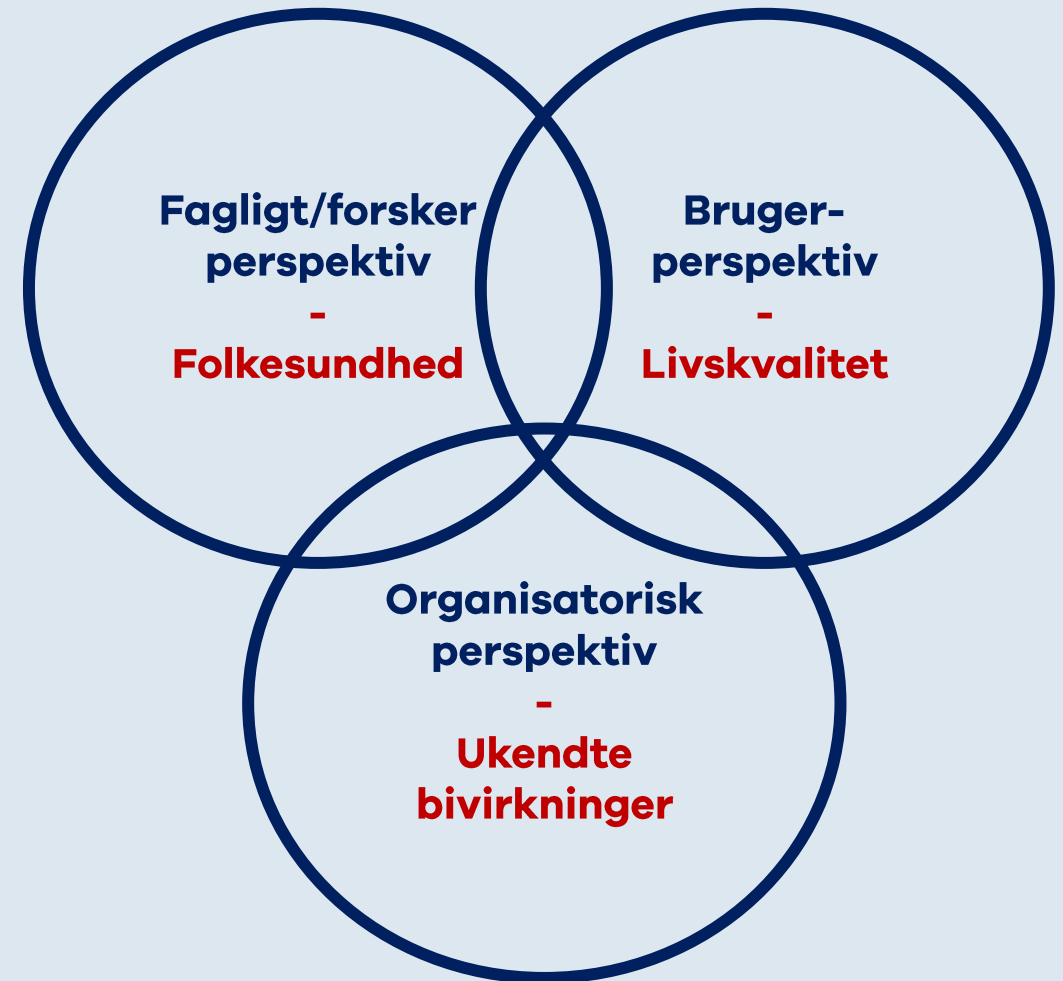 Fagligt/forsker
perspektiv
-
Folkesundhed
Bruger-
perspektiv
-
Livskvalitet
Organisatorisk
perspektiv
-
Ukendte
bivirkninger